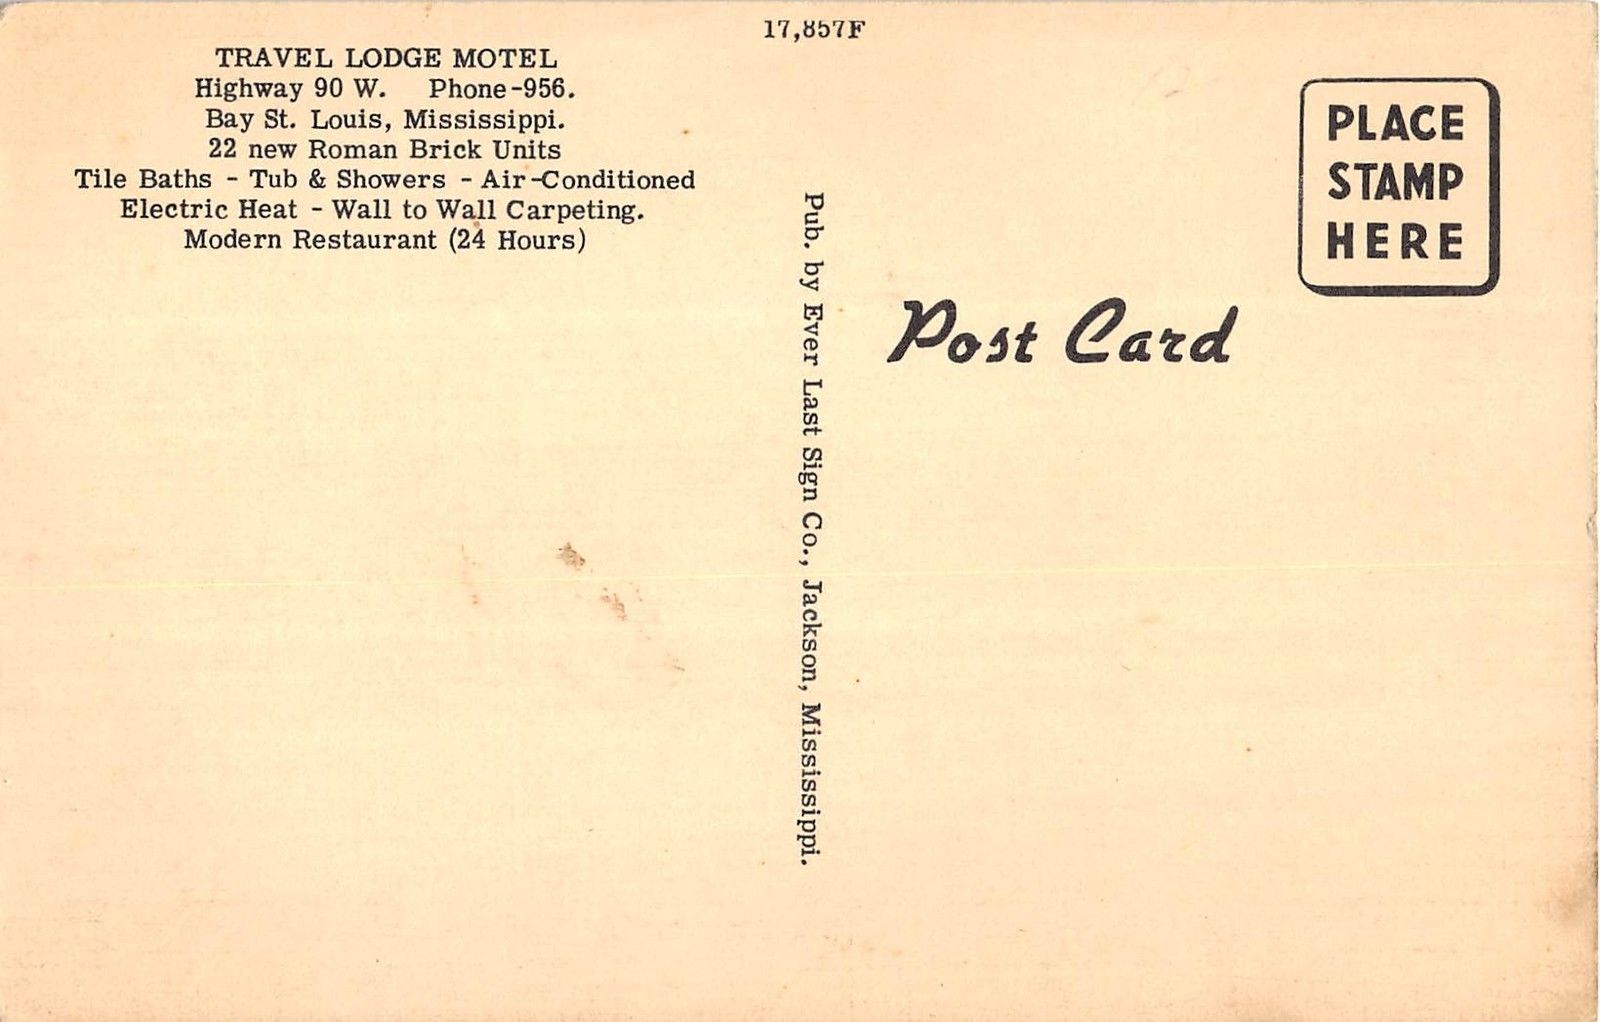 17,857F
TRAVEL LODGE MOTEL
Highway 90 W. Phone-956.
Bay St. Louis, Mississippi.
22 new Roman Brick Units
Tile Baths - Tub & Showers - Air-Conditioned
Electric Heat - Wall to Wall Carpeting.
Modern Restaurant (24 Hours)
Pub. by Ever Last Sign Co., Jackson, Mississippi.
PLACE
STAMP
HERE
Post Card